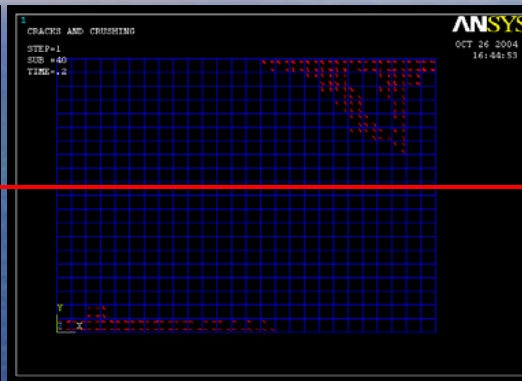 1
CRACKS AND CRUSHING
STEP=1
SUB =40
TIME=.2
ANSYS
OCT 26 2004
16:44:53
Y
Z X